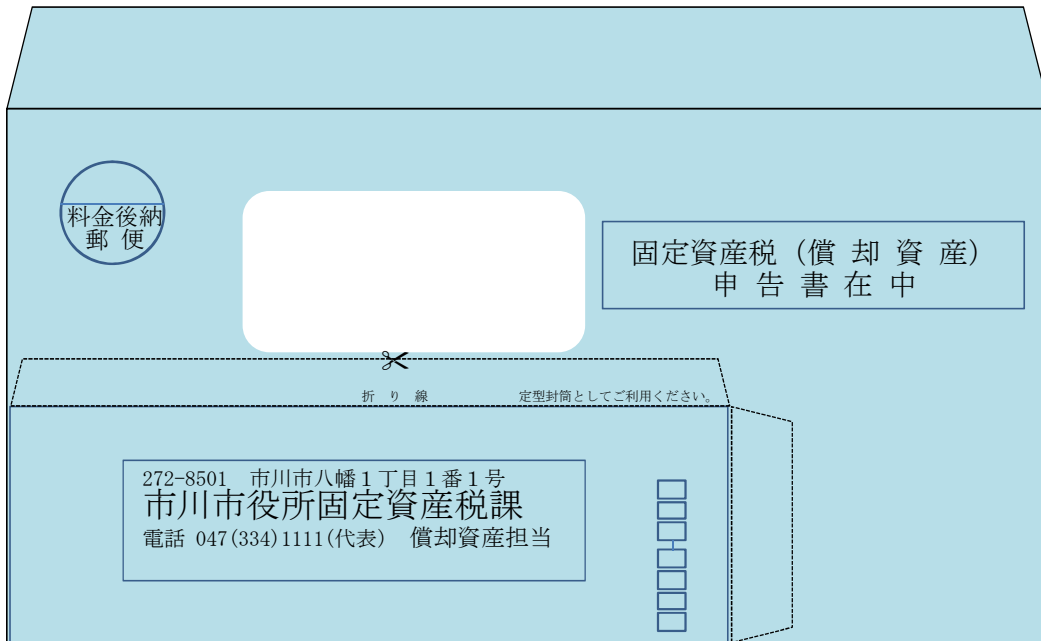 料金後納
郵便
固定資産税（償却資産）
申告書在中
折り線
定型封筒としてご利用ください。
272-8501　市川市八幡１丁目１番１号
市川市役所固定資産税課
電話 047(334)1111(代表)　償却資産担当